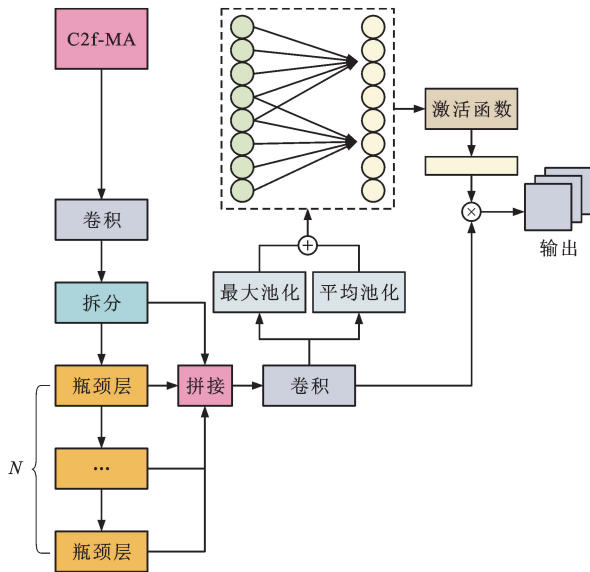 C2f-MA
激活函数
卷积
×
输出
+
最大池化
平均池化
拆分
瓶颈层
拼接
卷积
N
…
瓶颈层